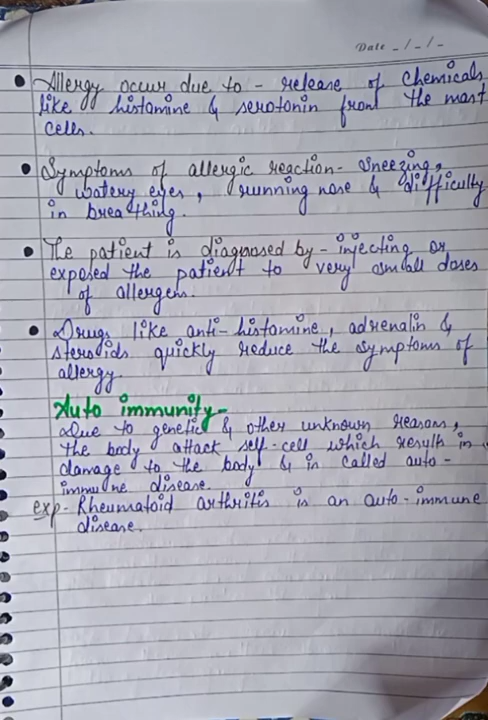 Date _ / _ / _
• Allergy occur due to - release of chemicals
like histamine & serotonin from the mast
cells.
• Symptoms of allergic reaction - Sneezing,
watery eyes, running nose & difficulty
in breathing.
• The patient is diagnosed by - injecting or
exposed the patient to very small doses
of allergens.
• Drugs like anti-histamine, adrenalin &
steroids quickly reduce the symptoms of
allergy.
Auto immunity -
Due to genetic & other unknown reasons,
the body attack self-cell which result in
damage to the body & is called auto-
immune disease.
exp - Rheumatoid arthritis is an auto-immune
disease.